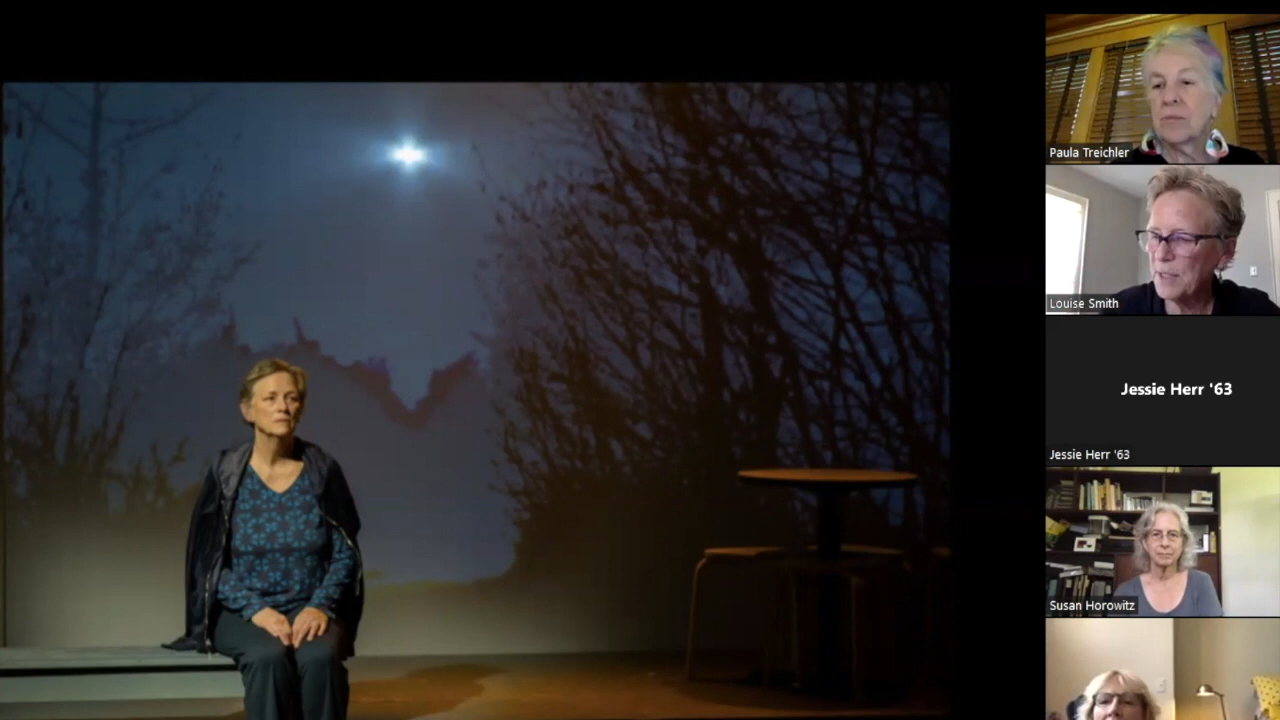 Paula Treichler
Louise Smith
Jessie Herr '63
Jessie Herr '63
Susan Horowitz